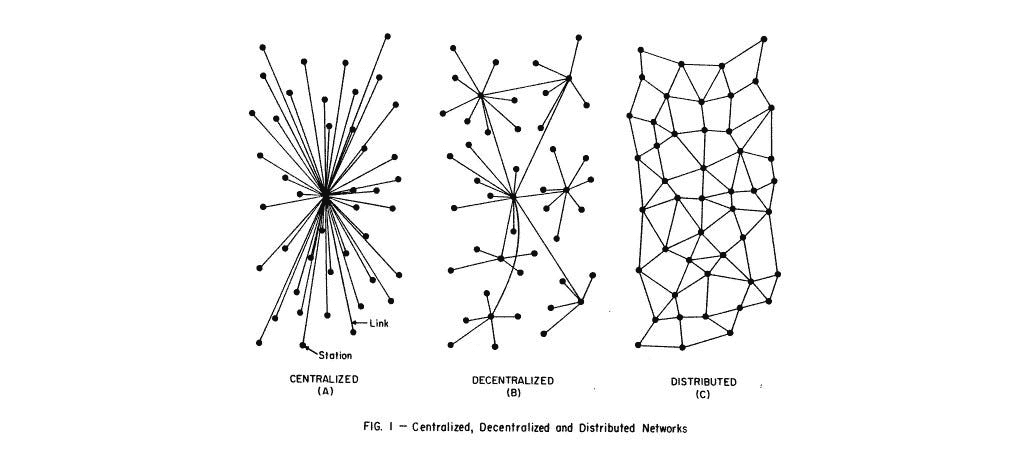 Link
Station
CENTRALIZED
(A)
DECENTRALIZED
(B)
DISTRIBUTED
(C)
FIG. I — Centralized, Decentralized and Distributed Networks